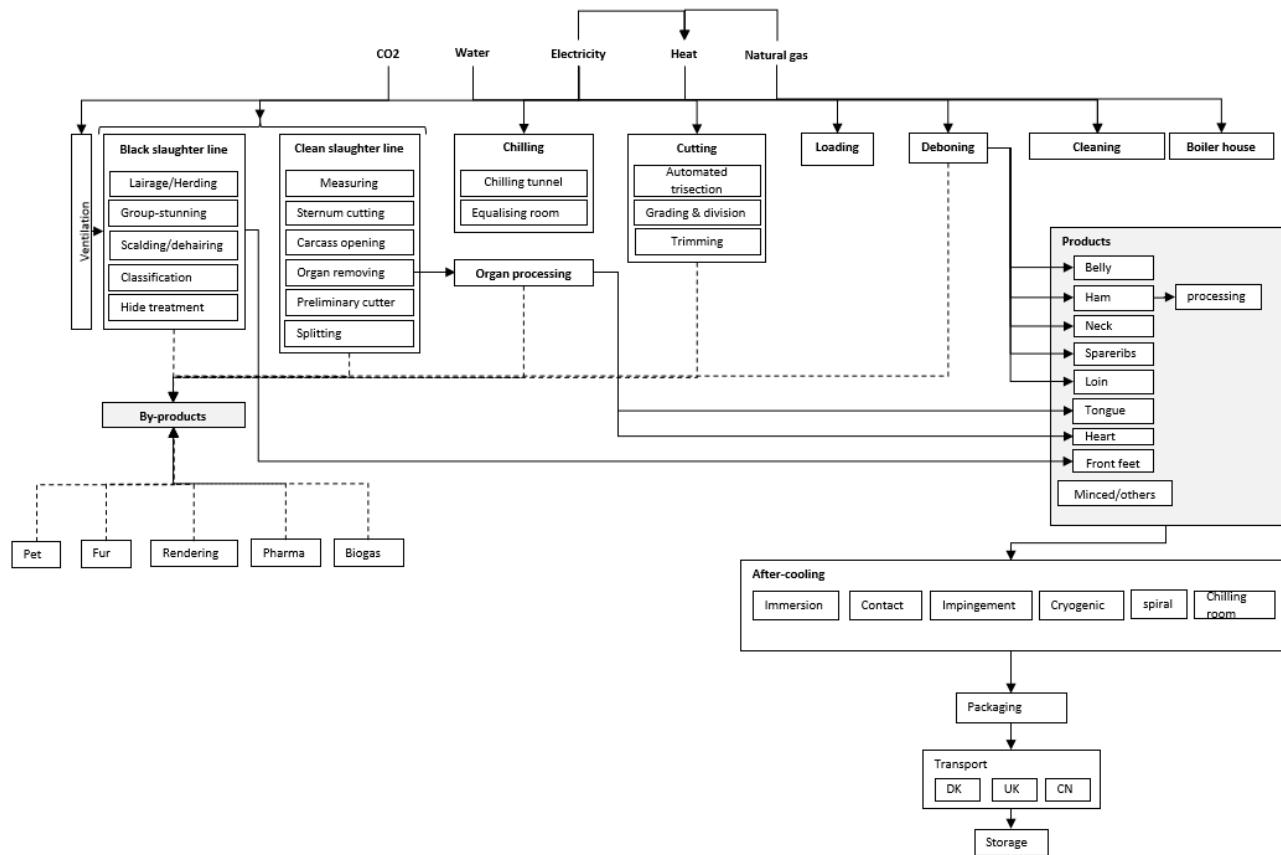 CO2
Water
Electricity
Heat
Natural gas
Ventilation
Black slaughter line
Lairage/Herding
Group-stunning
Scalding/dehairing
Classification
Hide treatment
Clean slaughter line
Measuring
Sternum cutting
Carcass opening
Organ removing
Preliminary cutter
Splitting
Chilling
Chilling tunnel
Equalising room
Organ processing
Cutting
Automated
trisection
Grading & division
Trimming
Loading
Deboning
Cleaning
Boiler house
Products
Belly
Ham
processing
Neck
Spareribs
Loin
Tongue
Heart
Front feet
Minced/others
By-products
Pet
Fur
Rendering
Pharma
Biogas
After-cooling
Immersion
Contact
Impingement
Cryogenic
spiral
Chilling
room
Packaging
Transport
DK
UK
CN
Storage